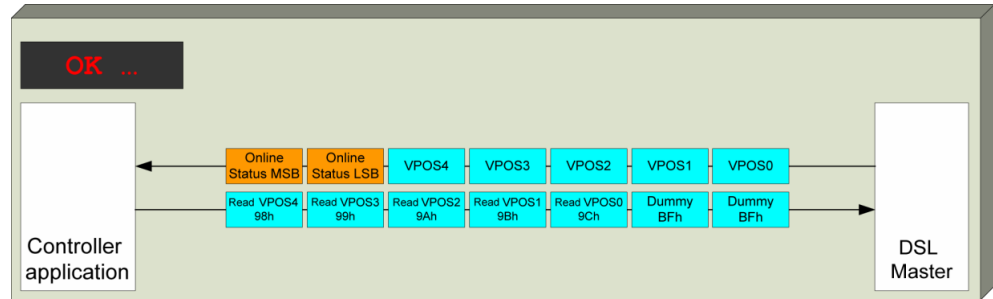 OK ...
Online
Status MSB
Online
Status LSB
VPOS4
VPOS3
VPOS2
VPOS1
VPOS0
Read VPOS4
98h
Read VPOS3
99h
Read VPOS2
9Ah
Read VPOS1
9Bh
Read VPOS0
9Ch
Dummy
BFh
Dummy
BFh
Controller
application
DSL
Master